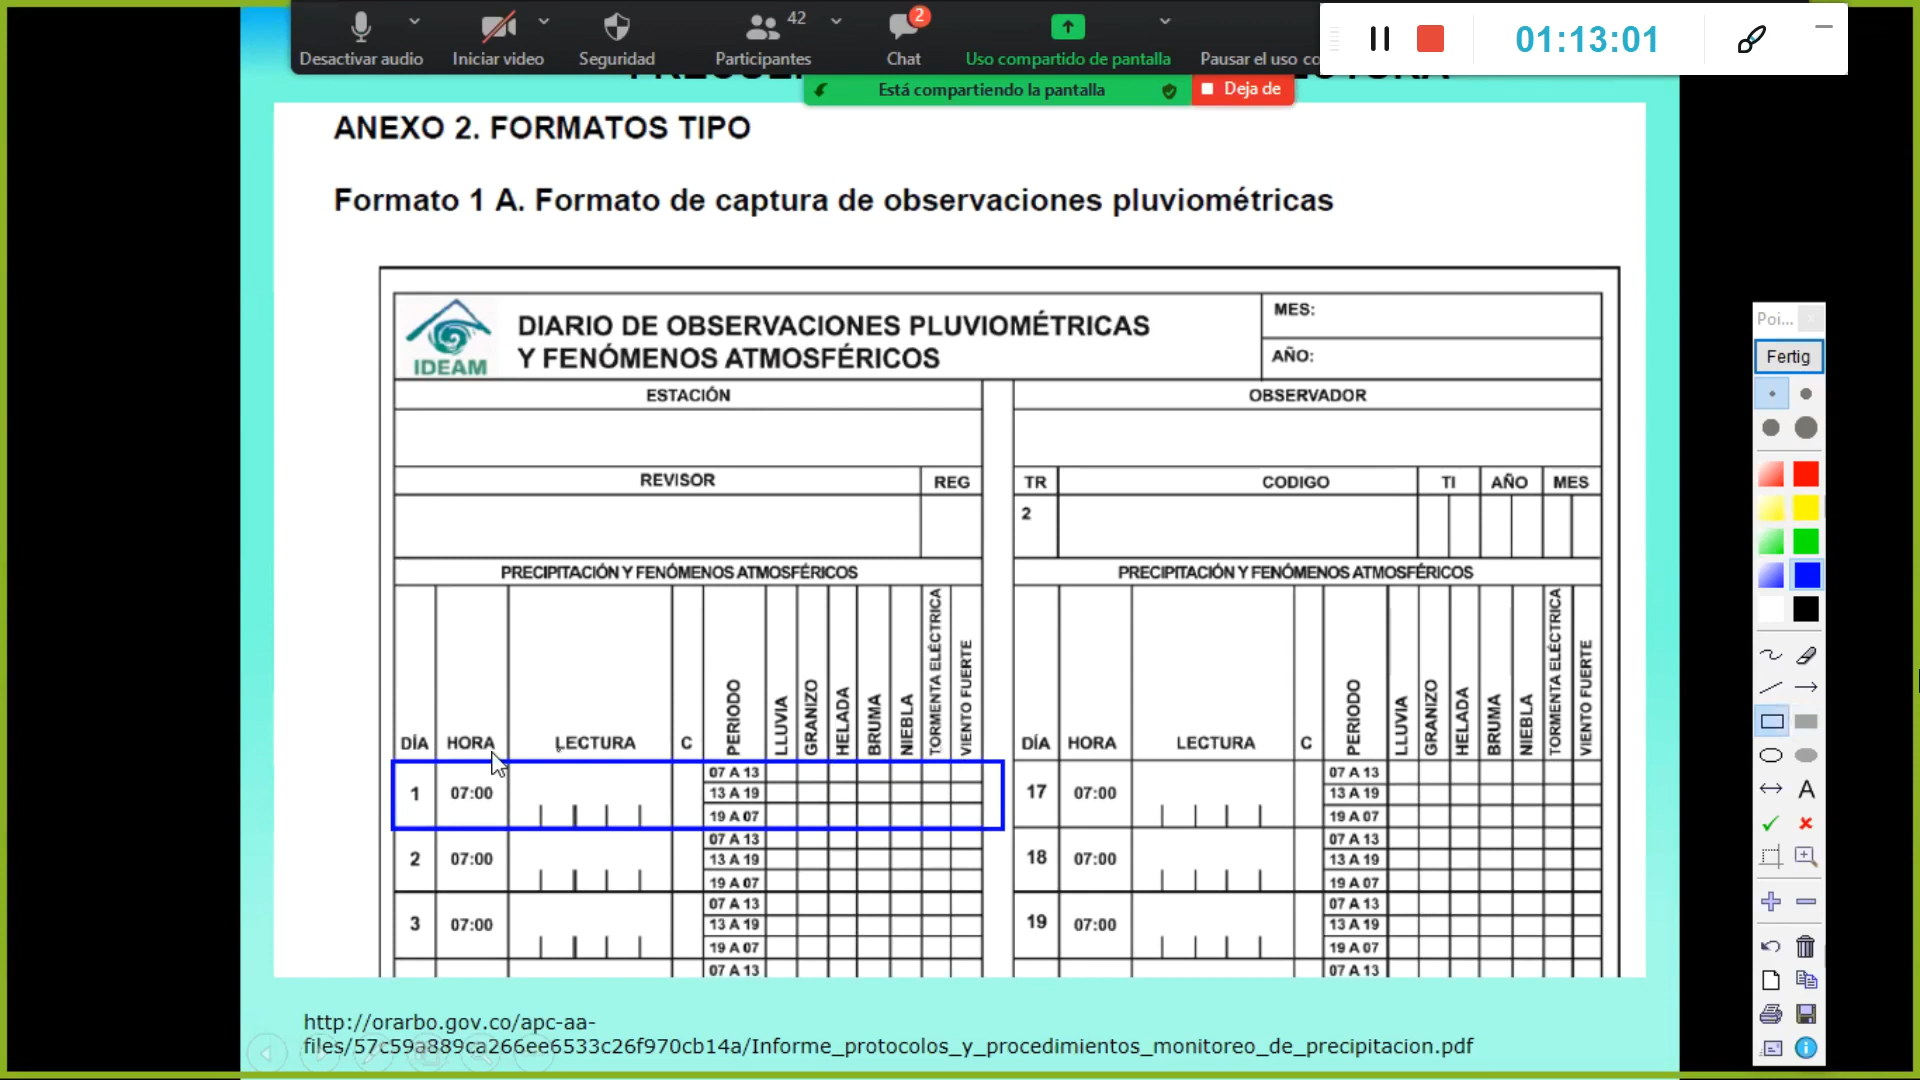 Desactivar audio
Iniciar video
Seguridad
42
Participantes
2
Chat
Uso compartido de pantalla
Pausar el uso co
01:13:01
Está compartiendo la pantalla
Deja de
ANEXO 2. FORMATOS TIPO
Formato 1 A. Formato de captura de observaciones pluviométricas
IDEAM
DIARIO DE OBSERVACIONES PLUVIOMÉTRICAS
Y FENÓMENOS ATMOSFÉRICOS
MES:
AÑO:
ESTACIÓN
OBSERVADOR
REVISOR REG
TR CODIGO TI AÑO MES
2
PRECIPITACIÓN Y FENÓMENOS ATMOSFÉRICOS
PRECIPITACIÓN Y FENÓMENOS ATMOSFÉRICOS
DÍA HORA LECTURA C PERIODO LLUVIA GRANIZO HELADA BRUMA NIEBLA TORMENTA ELÉCTRICA VIENTO FUERTE
DÍA HORA LECTURA C PERIODO LLUVIA GRANIZO HELADA BRUMA NIEBLA TORMENTA ELÉCTRICA VIENTO FUERTE
1 07:00
07 A 13
13 A 19
19 A 07
17 07:00
07 A 13
13 A 19
19 A 07
2 07:00
07 A 13
13 A 19
19 A 07
18 07:00
07 A 13
13 A 19
19 A 07
3 07:00
07 A 13
13 A 19
19 A 07
19 07:00
07 A 13
13 A 19
19 A 07
07 A 13
07 A 13
http://orarbo.gov.co/apc-aa-
files/57c59a889ca266ee6533c26f970cb14a/Informe_protocolos_y_procedimientos_monitoreo_de_precipitacion.pdf
Poi...
Fertig
A